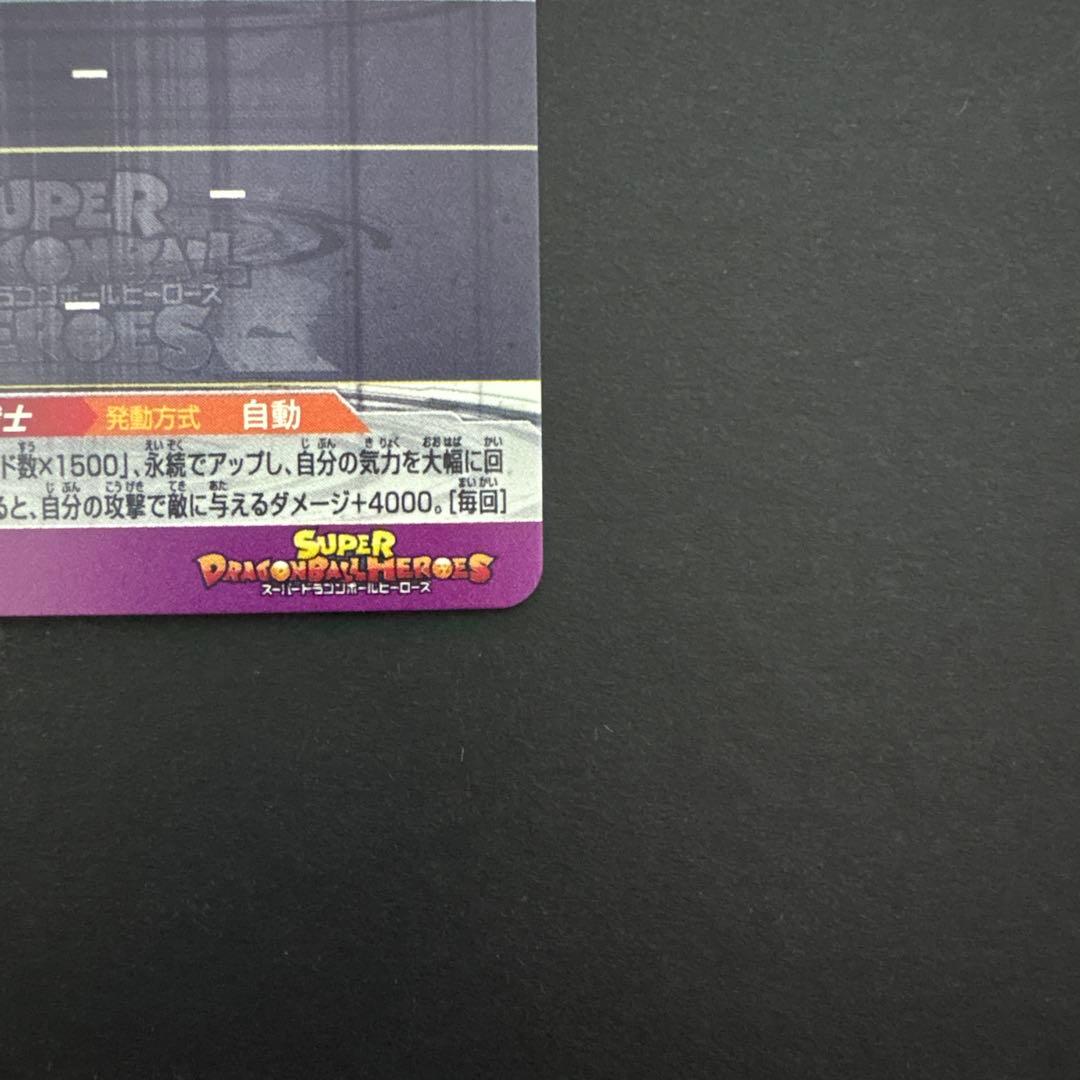 SUPER
DRAGONBALL
ラゴンボールヒーローズ
HEROES
士 発動方式 自動
ド数×1500」、永続でアップし、自分の気力を大幅に回
ると、自分の攻撃で敵に与えるダメージ+4000。[毎回]
SUPER
DRAGONBALL HEROES
スーパードラゴンボールヒーローズ